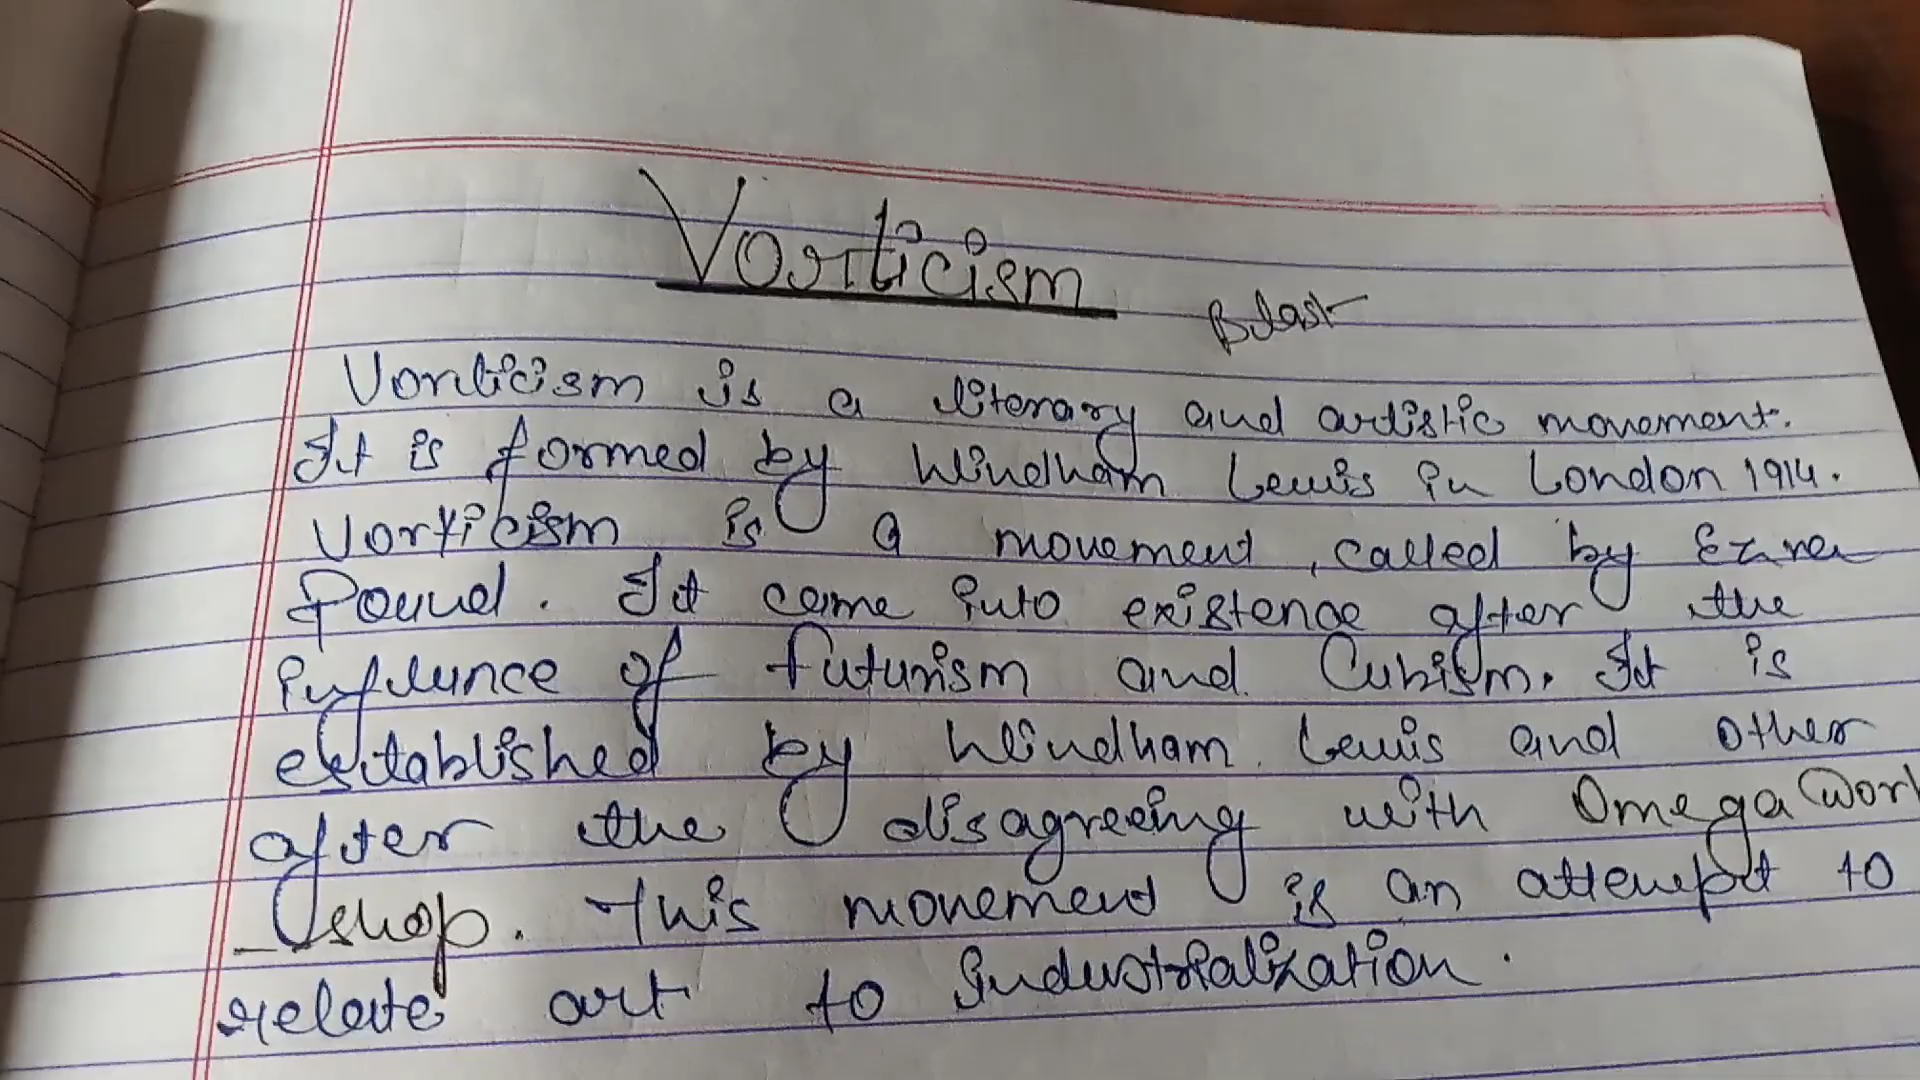 Vorticism
Blast
Vorticism is a literary and artistic movement.
It is formed by Windham Lewis in London 1914.
Vorticism is a movement, called by Ezra
Pound. It came into existence after the
influnce of futurism and Cubism. It is
established by Windham Lewis and other
after the disagreeing with Omega Work
shop. This movement is an attempt to
relate art to Industrialization.